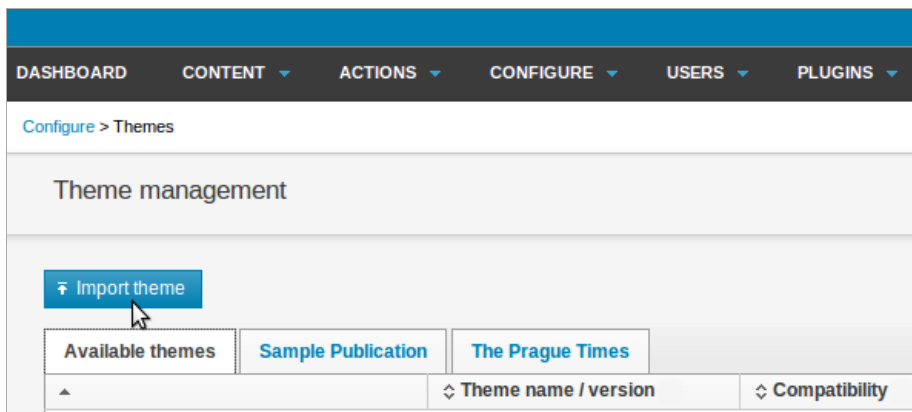 DASHBOARD CONTENT ACTIONS CONFIGURE USERS PLUGINS
Configure > Themes
Theme management
Import theme
Available themes Sample Publication The Prague Times
Theme name / version Compatibility